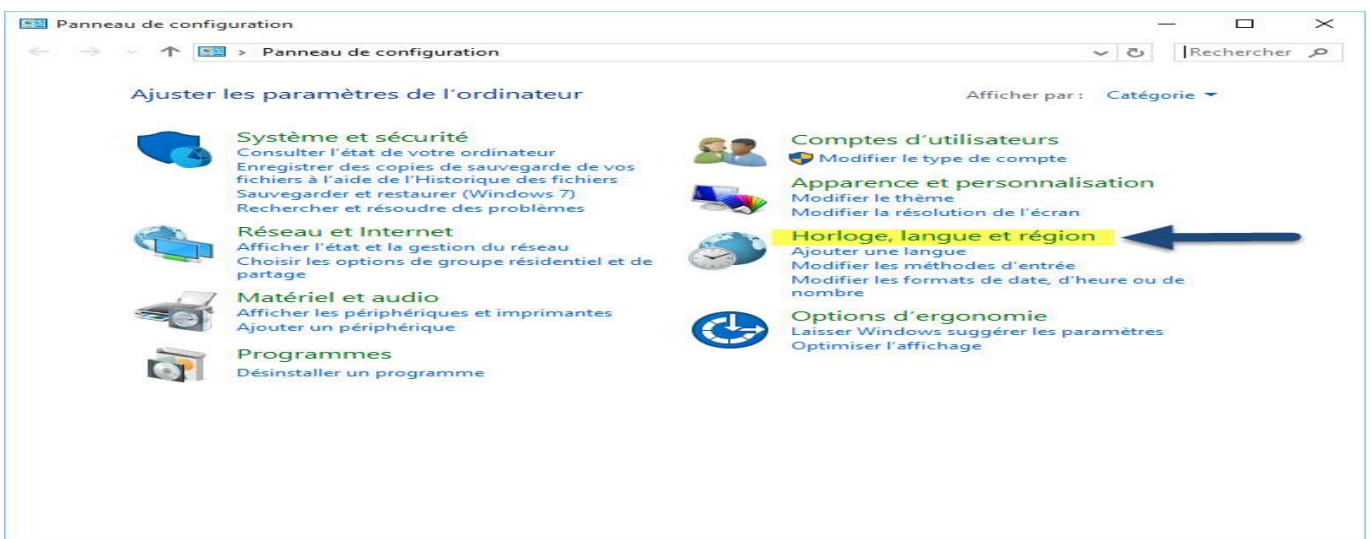 Panneau de configuration
Panneau de configuration
Rechercher
Ajuster les paramètres de l'ordinateur
Afficher par : Catégorie
Système et sécurité
Consulter l'état de votre ordinateur
Enregistrer des copies de sauvegarde de vos
fichiers à l'aide de l'Historique des fichiers
Sauvegarder et restaurer (Windows 7)
Rechercher et résoudre des problèmes
Réseau et Internet
Afficher l'état et la gestion du réseau
Choisir les options de groupe résidentiel et de
partage
Matériel et audio
Afficher les périphériques et imprimantes
Ajouter un périphérique
Programmes
Désinstaller un programme
Comptes d'utilisateurs
Modifier le type de compte
Apparence et personnalisation
Modifier le thème
Modifier la résolution de l'écran
Horloge, langue et région
Ajouter une langue
Modifier les méthodes d'entrée
Modifier les formats de date, d'heure ou de
nombre
Options d'ergonomie
Laisser Windows suggérer les paramètres
Optimiser l'affichage